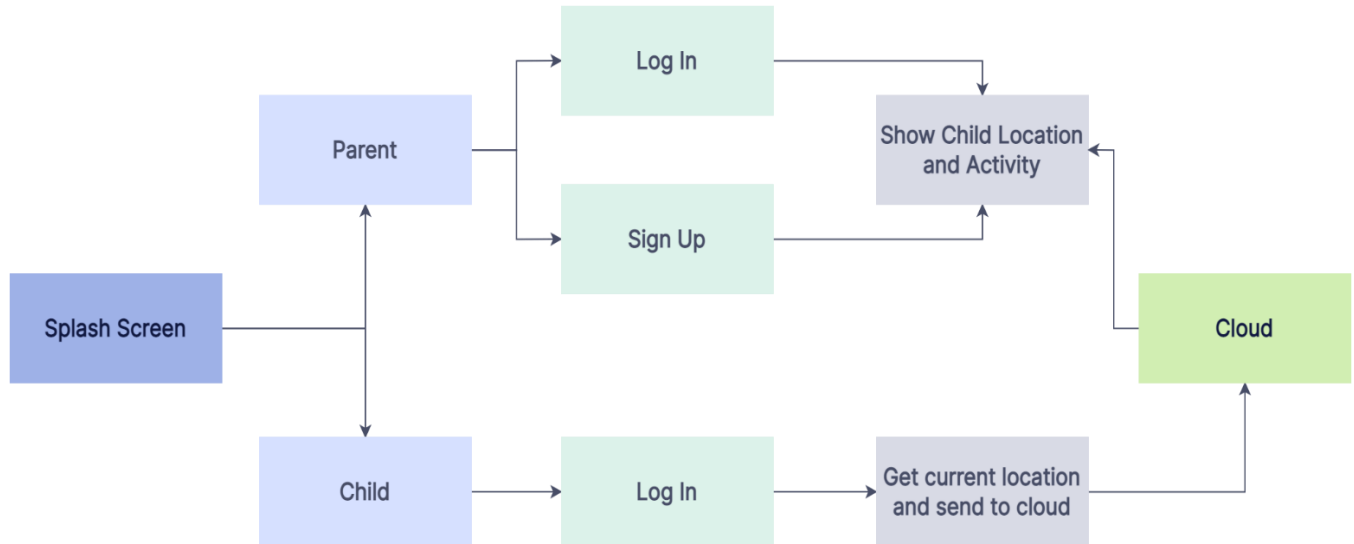 Log In
Parent
Show Child Location
and Activity
Sign Up
Splash Screen
Cloud
Child
Log In
Get current location
and send to cloud